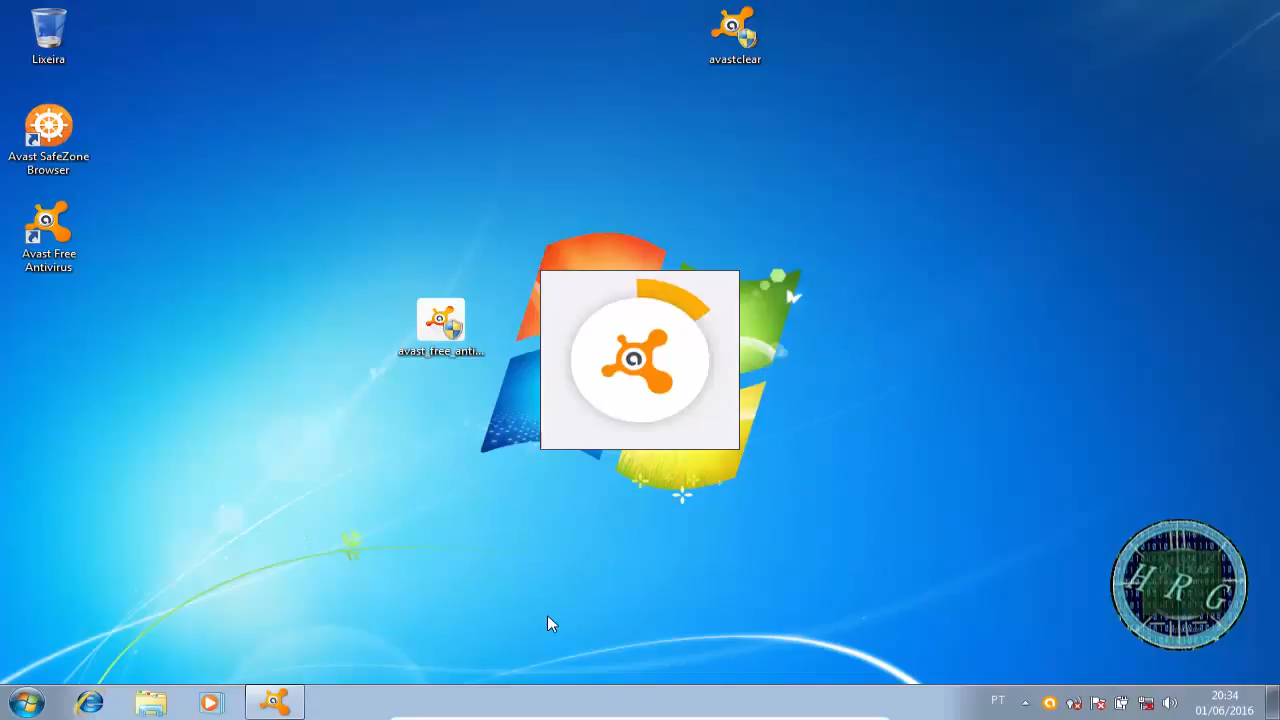 Lixeira
avastclear
Avast SafeZone
Browser
Avast Free
Antivirus
avast_free_anti...
H R G
PT
20:34
01/06/2016